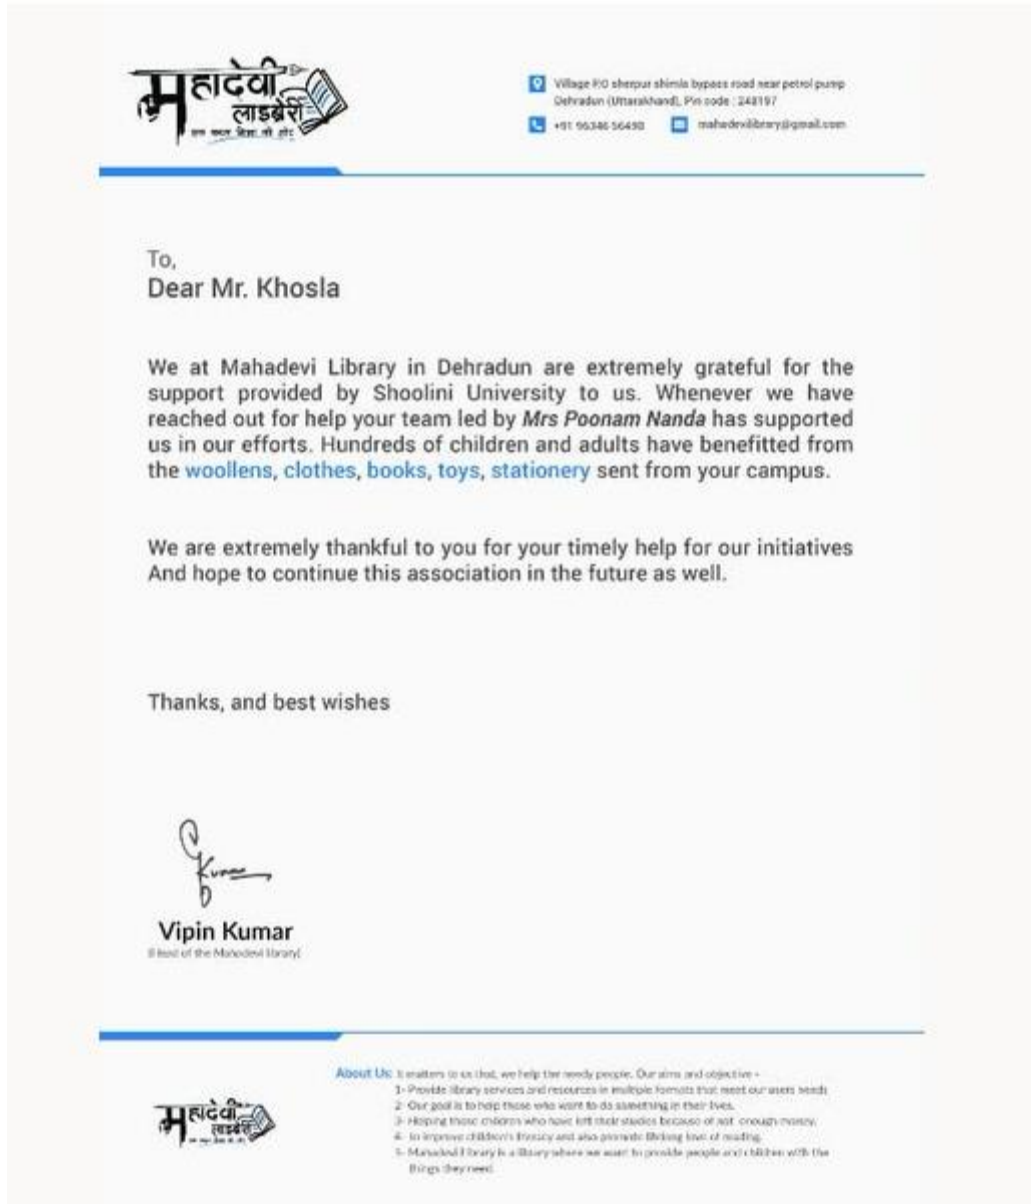 महादेवी
लाइब्रेरी
Village P.O sherpur shimla bypass road near petrol pump
Dehradun (Uttarakhand), Pin code : 248197
+91 96346 56490 mahadevilibrary@gmail.com
To,
Dear Mr. Khosla
We at Mahadevi Library in Dehradun are extremely grateful for the
support provided by Shoolini University to us. Whenever we have
reached out for help your team led by Mrs Poonam Nanda has supported
us in our efforts. Hundreds of children and adults have benefitted from
the woollens, clothes, books, toys, stationery sent from your campus.
We are extremely thankful to you for your timely help for our initiatives
And hope to continue this association in the future as well.
Thanks, and best wishes
Kumar
Vipin Kumar
(Head of the Mahadevi library)
About Us: It matters to us that, we help the needy people. Our aims and objective -
1- Provide library services and resources in multiple formats that meet our users needs
2- Our goal is to help those who want to do something in their lives.
3- Helping those children who have left their studies because of not enough money.
4- To improve children's literacy and also promote lifelong love of reading.
5- Mahadevi library is a library where we want to provide people and children with the
things they need.
महादेवी
लाइब्रेरी